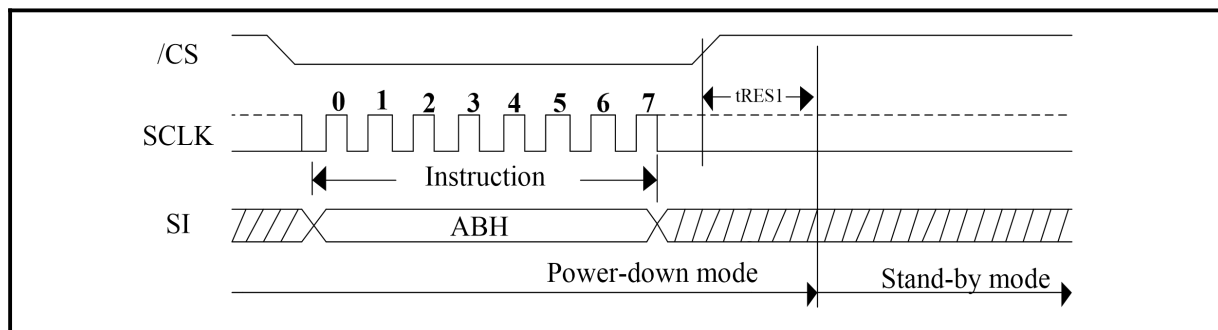 /CS
tRES1
0 1 2 3 4 5 6 7
SCLK
Instruction
SI
ABH
Power-down mode
Stand-by mode